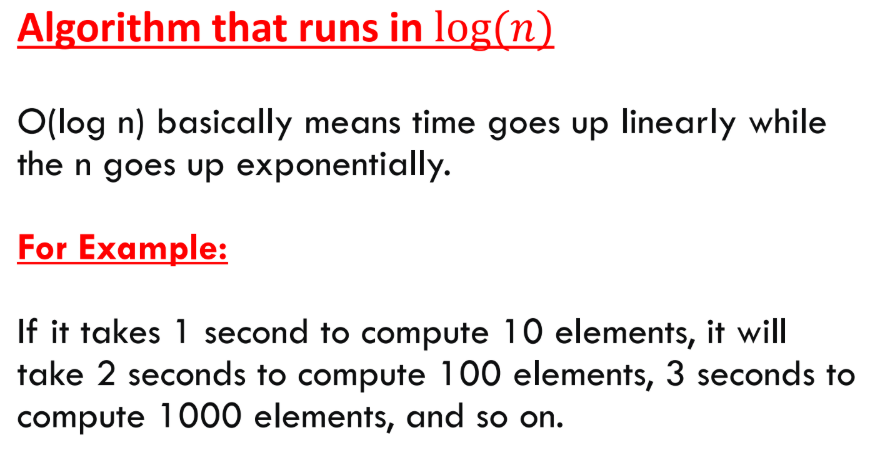 Algorithm that runs in log(n)
O(log n) basically means time goes up linearly while
the n goes up exponentially.
For Example:
If it takes 1 second to compute 10 elements, it will
take 2 seconds to compute 100 elements, 3 seconds to
compute 1000 elements, and so on.